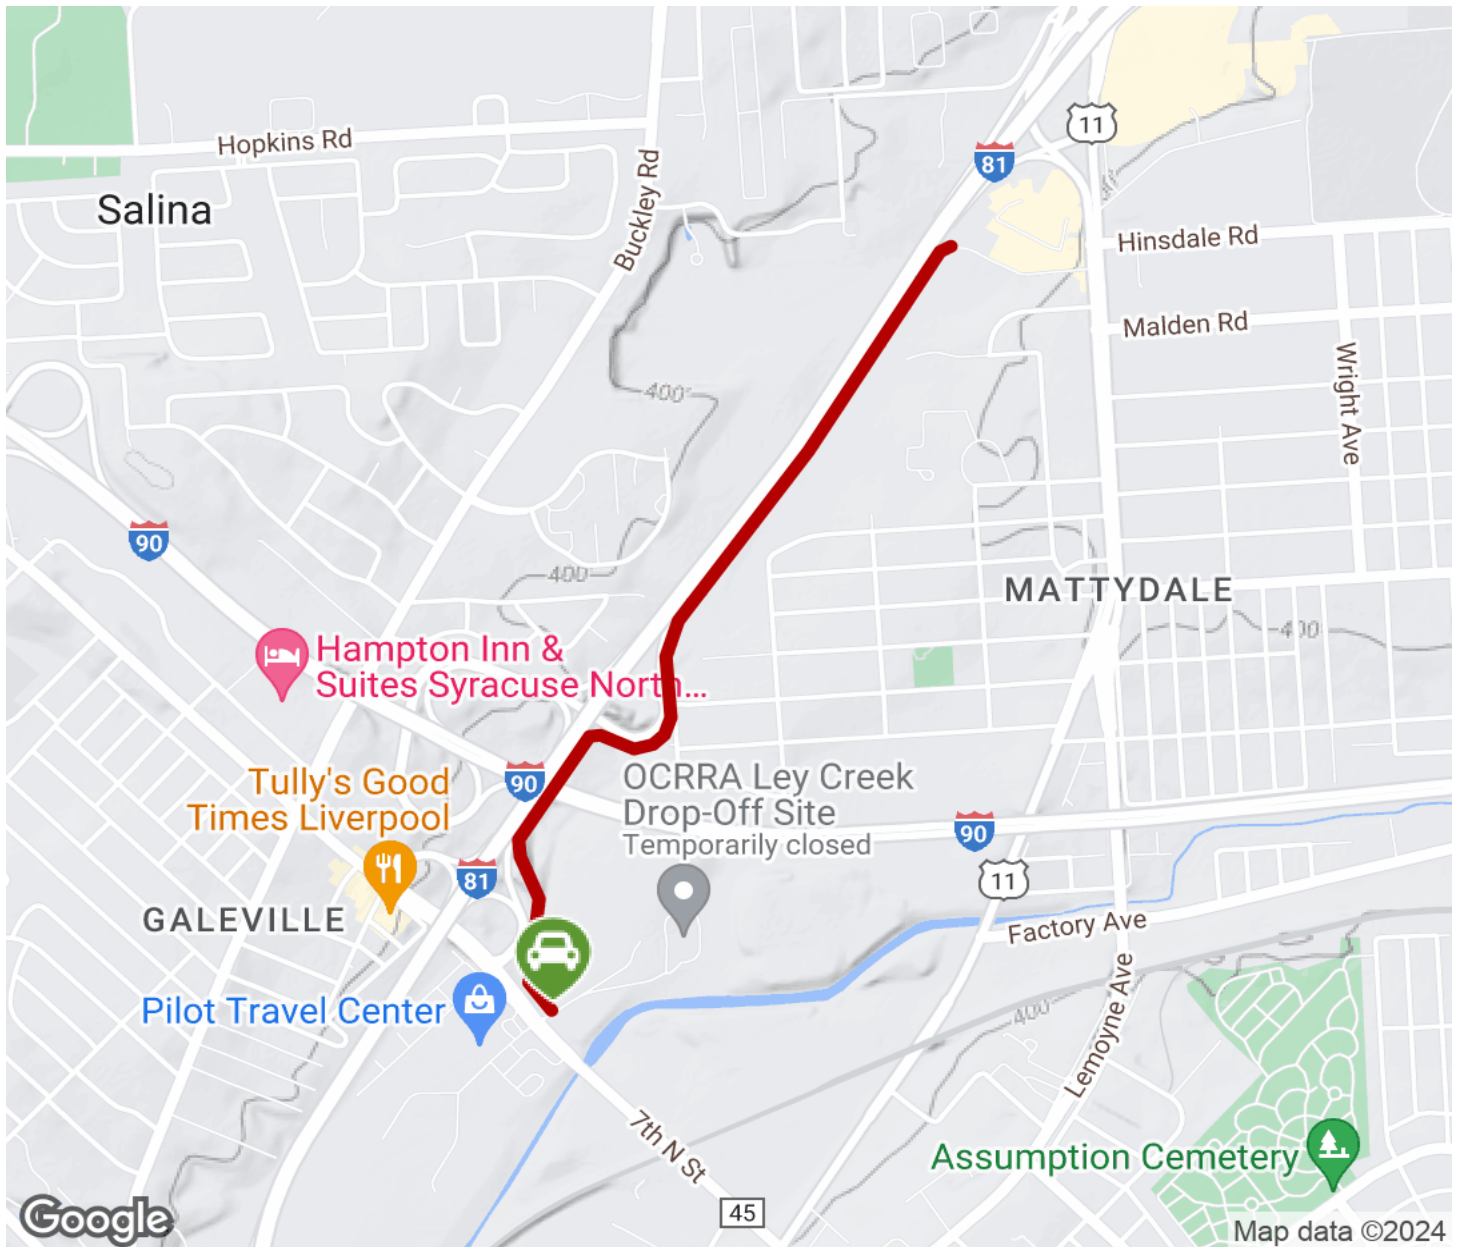 11
81
Hopkins Rd
Buckley Rd
Salina
Hinsdale Rd
Malden Rd
Wright Ave
400'
90
400
MATTYDALE
400
Hampton Inn &
Suites Syracuse North...
Tully's Good
Times Liverpool
90
OCRRA Ley Creek
Drop-Off Site
Temporarily closed
90
81
11
GALEVILLE
Factory Ave
Pilot Travel Center
400
Lemoyne Ave
7th N St
Assumption Cemetery
45
Google
Map data ©2024